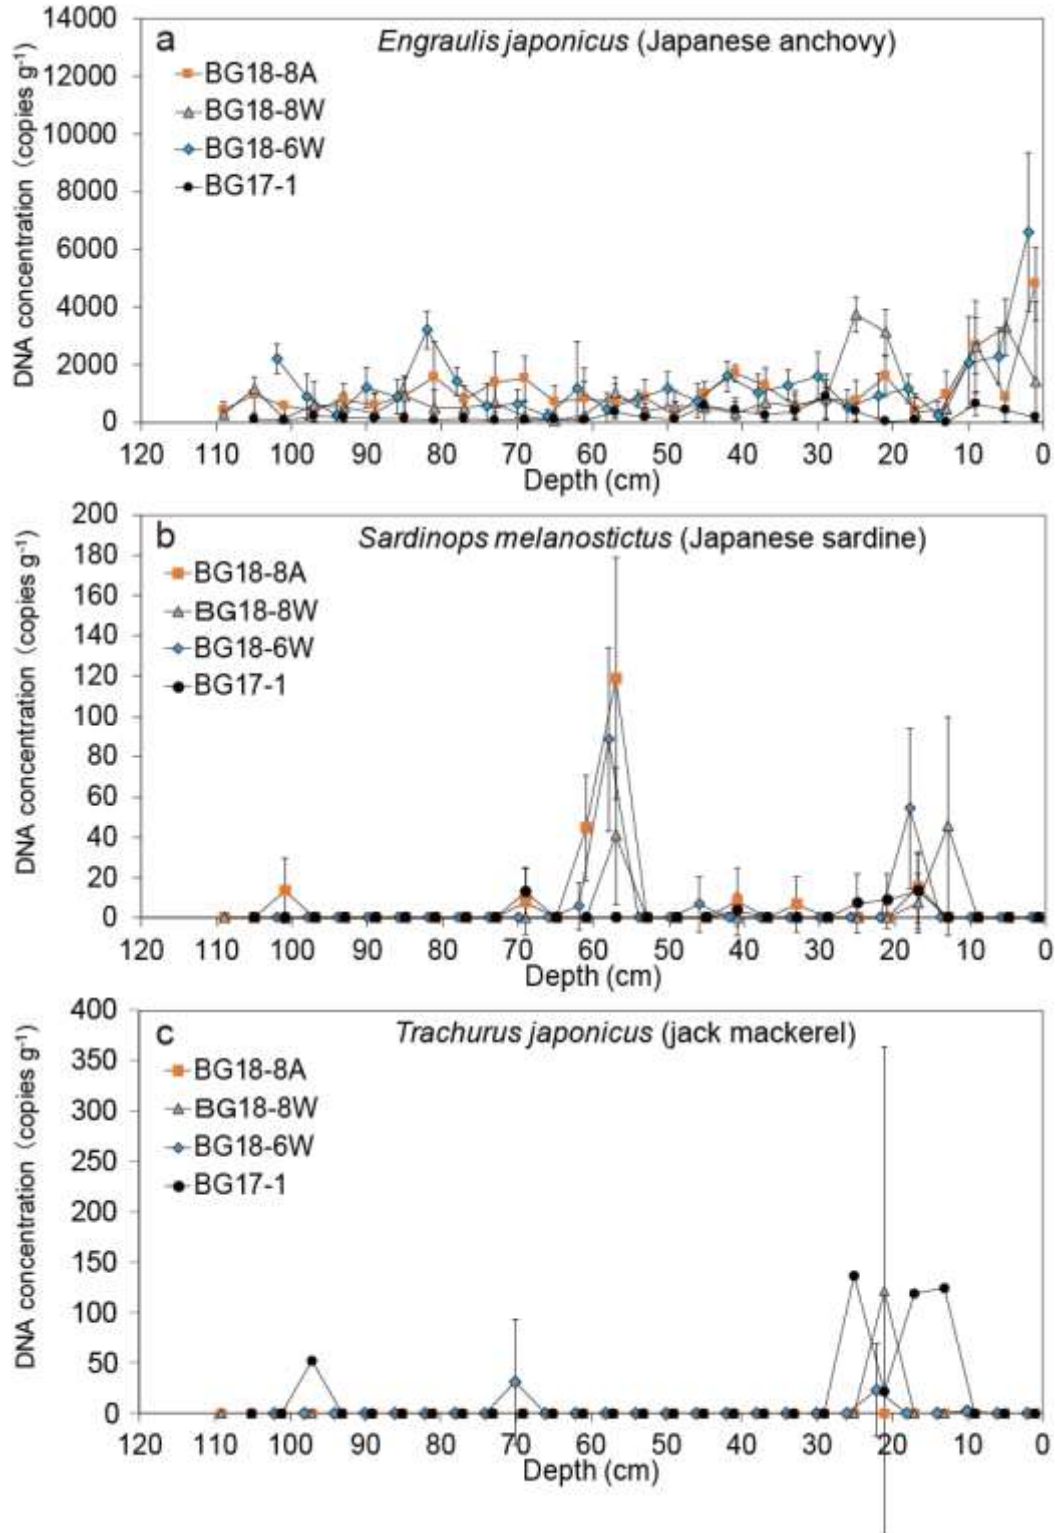 a
Engraulis japonicus (Japanese anchovy)
BG18-8A
BG18-8W
BG18-6W
BG17-1
DNA concentration (copies g⁻¹)
14000
12000
10000
8000
6000
4000
2000
0
120 110 100 90 80 70 60 50 40 30 20 10 0
Depth (cm)
b
Sardinops melanostictus (Japanese sardine)
BG18-8A
BG18-8W
BG18-6W
BG17-1
DNA concentration (copies g⁻¹)
200
180
160
140
120
100
80
60
40
20
0
120 110 100 90 80 70 60 50 40 30 20 10 0
Depth (cm)
c
Trachurus japonicus (jack mackerel)
BG18-8A
BG18-8W
BG18-6W
BG17-1
DNA concentration (copies g⁻¹)
400
350
300
250
200
150
100
50
0
120 110 100 90 80 70 60 50 40 30 20 10 0
Depth (cm)